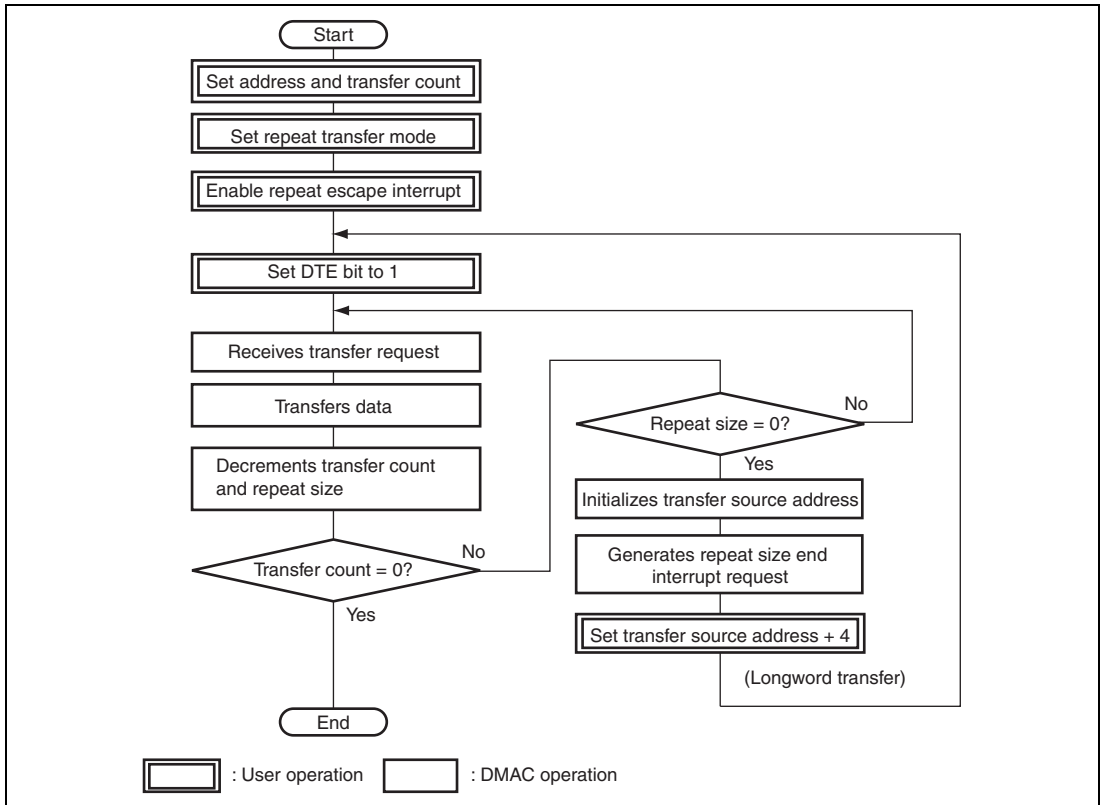 Start
Set address and transfer count
Set repeat transfer mode
Enable repeat escape interrupt
Set DTE bit to 1
Receives transfer request
Transfers data
Decrements transfer count
and repeat size
Transfer count = 0?
No
Yes
End
Repeat size = 0?
No
Yes
Initializes transfer source address
Generates repeat size end
interrupt request
Set transfer source address + 4
(Longword transfer)
: User operation
: DMAC operation